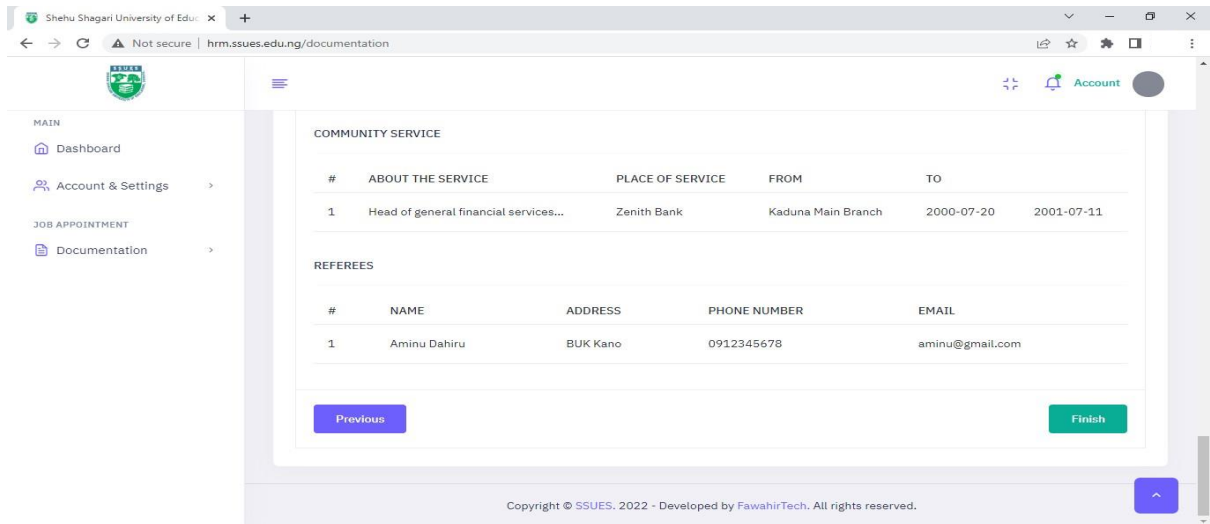 Shehu Shagari University of Educ
Not secure | hrm.ssues.edu.ng/documentation
SSUES
Account
MAIN
Dashboard
Account & Settings
JOB APPOINTMENT
Documentation
COMMUNITY SERVICE
# ABOUT THE SERVICE PLACE OF SERVICE FROM TO
1 Head of general financial services... Zenith Bank Kaduna Main Branch 2000-07-20 2001-07-11
REFEREES
# NAME ADDRESS PHONE NUMBER EMAIL
1 Aminu Dahiru BUK Kano 0912345678 aminu@gmail.com
Previous Finish
Copyright © SSUES. 2022 - Developed by FawahirTech. All rights reserved.